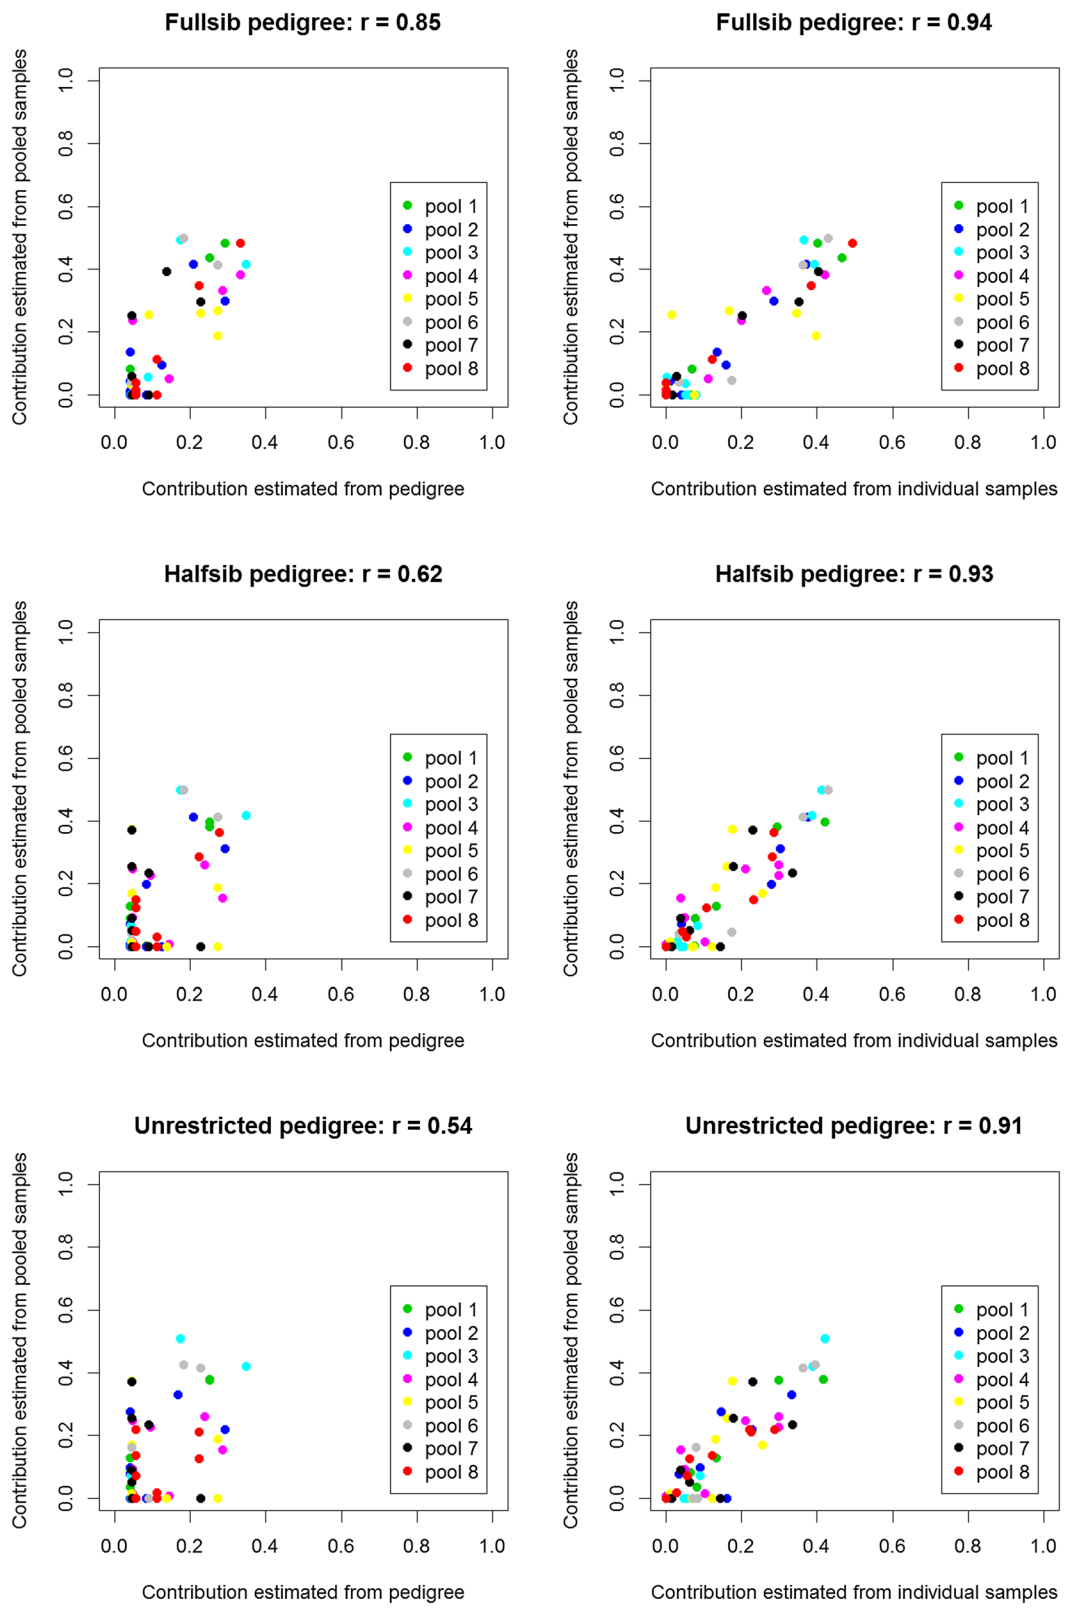 Fullsib pedigree: r = 0.85
Contribution estimated from pooled samples
1.0
0.8
0.6
0.4
0.2
0.0
pool 1
pool 2
pool 3
pool 4
pool 5
pool 6
pool 7
pool 8
0.0 0.2 0.4 0.6 0.8 1.0
Contribution estimated from pedigree
Fullsib pedigree: r = 0.94
Contribution estimated from pooled samples
1.0
0.8
0.6
0.4
0.2
0.0
pool 1
pool 2
pool 3
pool 4
pool 5
pool 6
pool 7
pool 8
0.0 0.2 0.4 0.6 0.8 1.0
Contribution estimated from individual samples
Halfsib pedigree: r = 0.62
Contribution estimated from pooled samples
1.0
0.8
0.6
0.4
0.2
0.0
pool 1
pool 2
pool 3
pool 4
pool 5
pool 6
pool 7
pool 8
0.0 0.2 0.4 0.6 0.8 1.0
Contribution estimated from pedigree
Halfsib pedigree: r = 0.93
Contribution estimated from pooled samples
1.0
0.8
0.6
0.4
0.2
0.0
pool 1
pool 2
pool 3
pool 4
pool 5
pool 6
pool 7
pool 8
0.0 0.2 0.4 0.6 0.8 1.0
Contribution estimated from individual samples
Unrestricted pedigree: r = 0.54
Contribution estimated from pooled samples
1.0
0.8
0.6
0.4
0.2
0.0
pool 1
pool 2
pool 3
pool 4
pool 5
pool 6
pool 7
pool 8
0.0 0.2 0.4 0.6 0.8 1.0
Contribution estimated from pedigree
Unrestricted pedigree: r = 0.91
Contribution estimated from pooled samples
1.0
0.8
0.6
0.4
0.2
0.0
pool 1
pool 2
pool 3
pool 4
pool 5
pool 6
pool 7
pool 8
0.0 0.2 0.4 0.6 0.8 1.0
Contribution estimated from individual samples